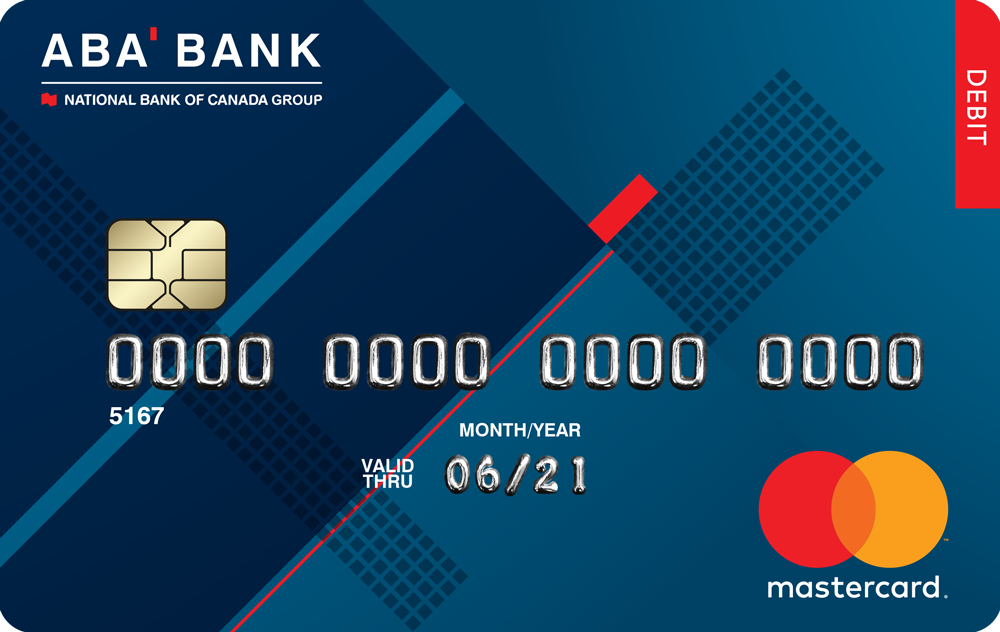 ABA' BANK
NATIONAL BANK OF CANADA GROUP
DEBIT
0000 0000 0000 0000
5167
MONTH/YEAR
VALID THRU 06/21
mastercard.